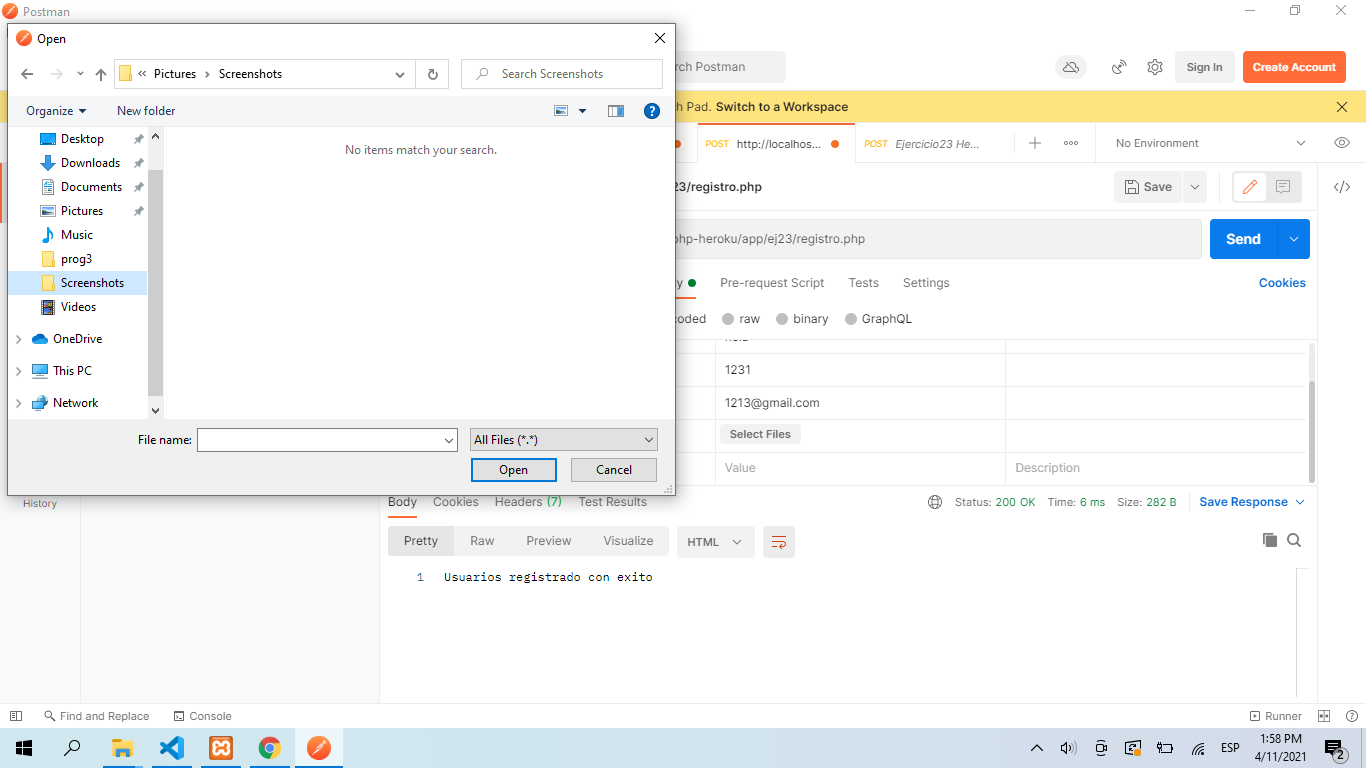 Postman
Open
« Pictures > Screenshots
Search Screenshots
Organize
New folder
Desktop
Downloads
Documents
Pictures
Music
prog3
Screenshots
Videos
OneDrive
This PC
Network
No items match your search.
File name:
All Files (*.*)
Open
Cancel
rch Postman
Sign In
Create Account
h Pad. Switch to a Workspace
POST http://localhos...
POST Ejercicio23 He...
No Environment
23/registro.php
Save
php-heroku/app/ej23/registro.php
Send
y
Pre-request Script
Tests
Settings
Cookies
coded
raw
binary
GraphQL
1231
1213@gmail.com
Select Files
Value
Description
History
Body
Cookies
Headers (7)
Test Results
Status: 200 OK
Time: 6 ms
Size: 282 B
Save Response
Pretty
Raw
Preview
Visualize
HTML
1 Usuarios registrado con exito
Find and Replace
Console
Runner
ESP
1:58 PM
4/11/2021
2